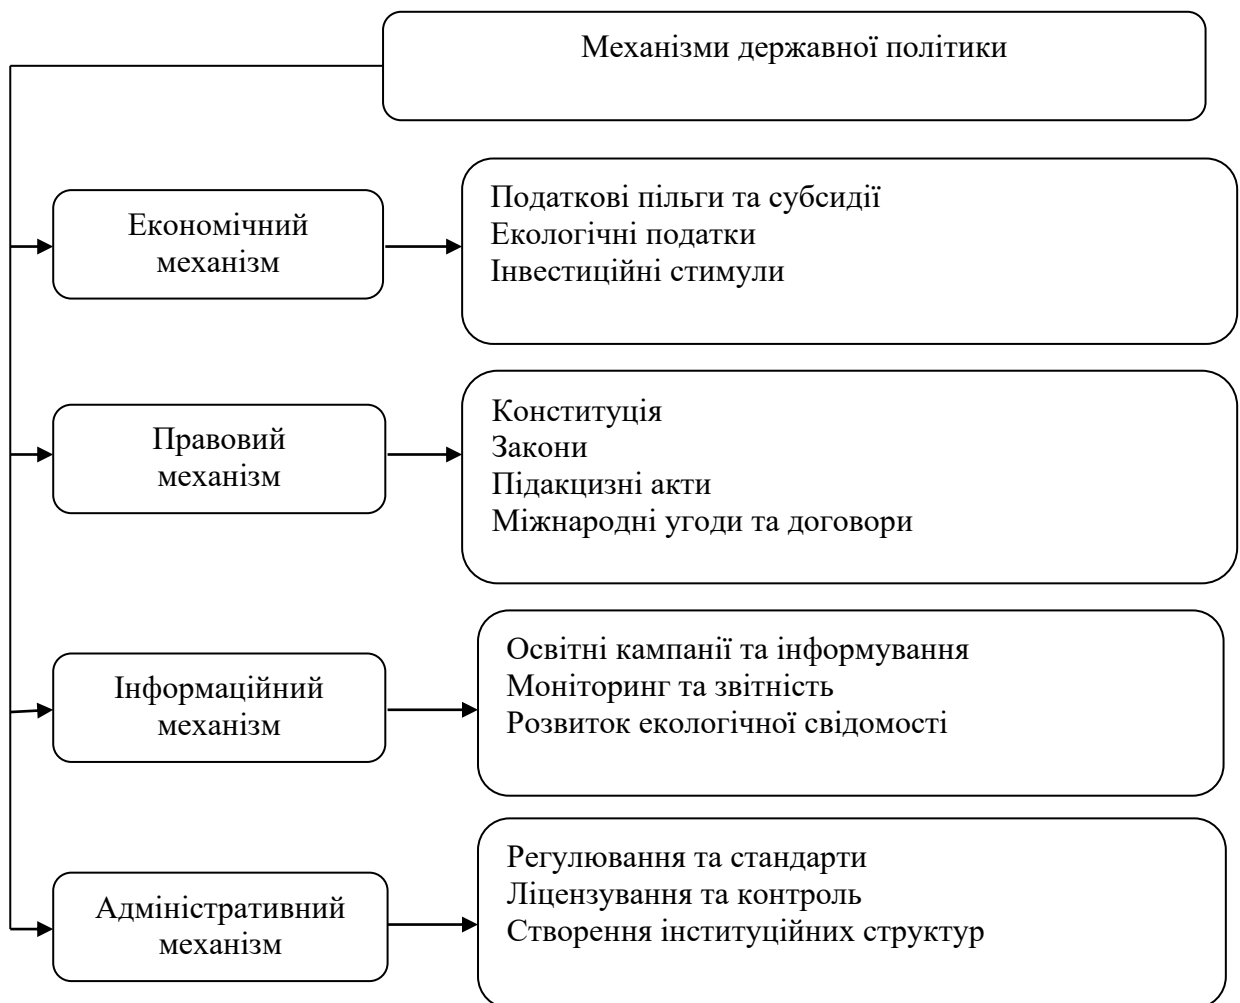 Механізми державної політики
Економічний
механізм
Податкові пільги та субсидії
Екологічні податки
Інвестиційні стимули
Правовий
механізм
Конституція
Закони
Підакцизні акти
Міжнародні угоди та договори
Інформаційний
механізм
Освітні кампанії та інформування
Моніторинг та звітність
Розвиток екологічної свідомості
Адміністративний
механізм
Регулювання та стандарти
Ліцензування та контроль
Створення інституційних структур